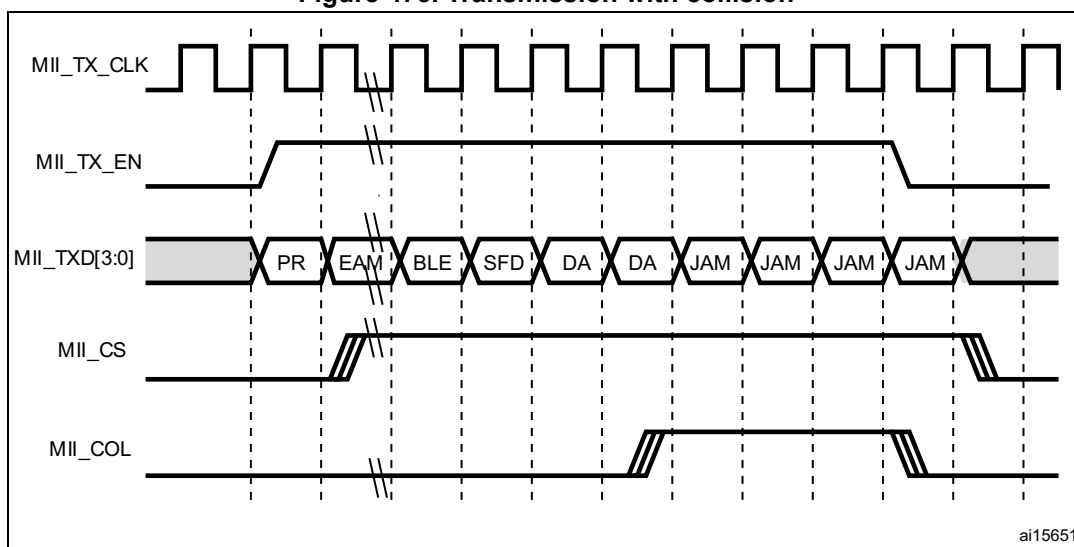 MII_TX_CLK
MII_TX_EN
MII_TXD[3:0] PR EAM BLE SFD DA DA JAM JAM JAM JAM
MII_CS
MII_COL
ai15651